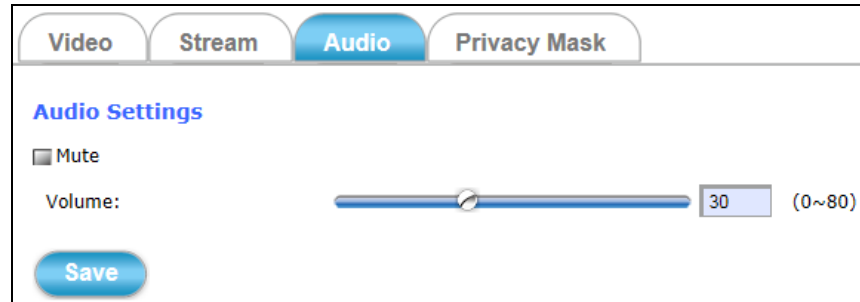 Video Stream Audio Privacy Mask
Audio Settings
Mute
Volume: 30 (0~80)
Save